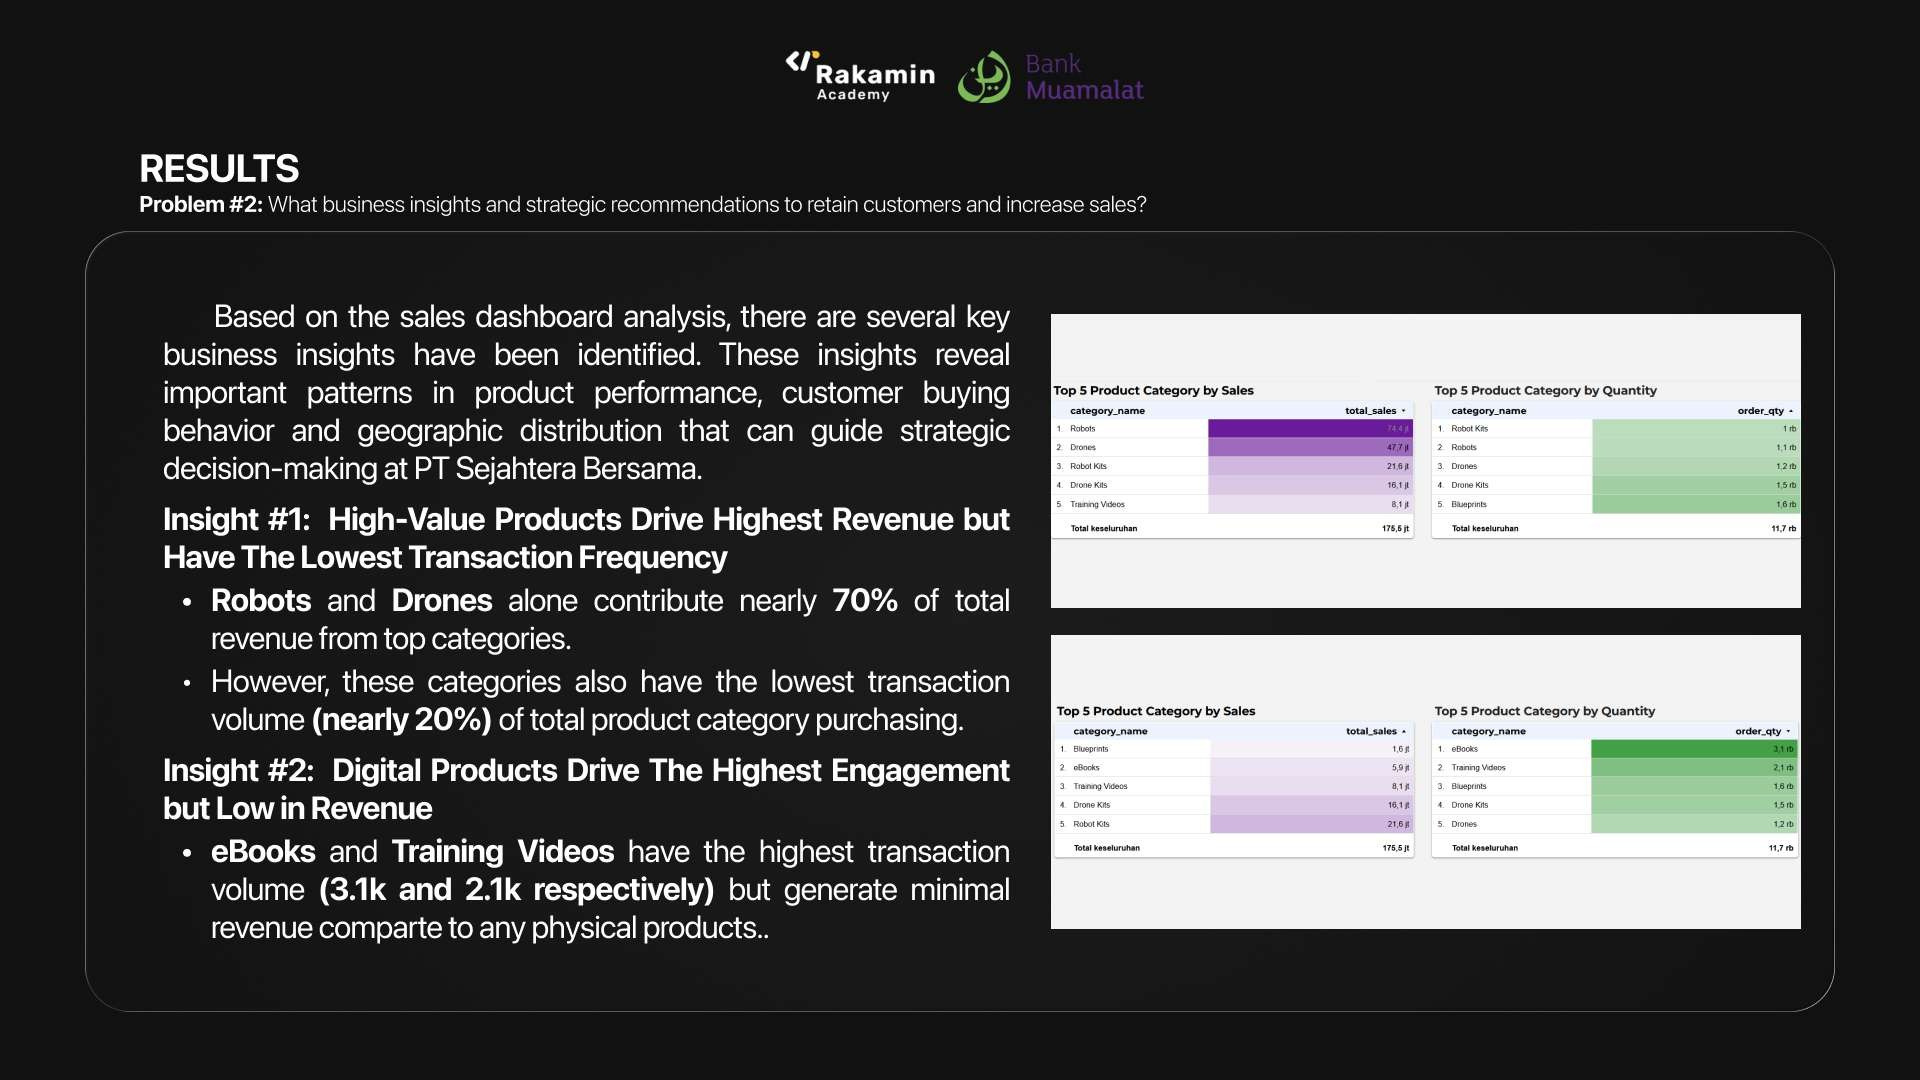 Rakamin
Academy
Bank
Muamalat
RESULTS
Problem #2: What business insights and strategic recommendations to retain customers and increase sales?
Based on the sales dashboard analysis, there are several key
business insights have been identified. These insights reveal
important patterns in product performance, customer buying
behavior and geographic distribution that can guide strategic
decision-making at PT Sejahtera Bersama.
Insight #1: High-Value Products Drive Highest Revenue but
Have The Lowest Transaction Frequency
• Robots and Drones alone contribute nearly 70% of total
revenue from top categories.
• However, these categories also have the lowest transaction
volume (nearly 20%) of total product category purchasing.
Insight #2: Digital Products Drive The Highest Engagement
but Low in Revenue
• eBooks and Training Videos have the highest transaction
volume (3.1k and 2.1k respectively) but generate minimal
revenue comparte to any physical products..
Top 5 Product Category by Sales
category_name total_sales
1. Robots 74,4 jt
2. Drones 47,7 jt
3. Robot Kits 21,6 jt
4. Drone Kits 16,1 jt
5. Training Videos 8,1 jt
Total keseluruhan 175,5 jt
Top 5 Product Category by Quantity
category_name order_qty
1. Robot Kits 1 rb
2. Robots 1,1 rb
3. Drones 1,2 rb
4. Drone Kits 1,5 rb
5. Blueprints 1,6 rb
Total keseluruhan 11,7 rb
Top 5 Product Category by Sales
category_name total_sales
1. Blueprints 1,6 jt
2. eBooks 5,9 jt
3. Training Videos 8,1 jt
4. Drone Kits 16,1 jt
5. Robot Kits 21,6 jt
Total keseluruhan 175,5 jt
Top 5 Product Category by Quantity
category_name order_qty
1. eBooks 3,1 rb
2. Training Videos 2,1 rb
3. Blueprints 1,6 rb
4. Drone Kits 1,5 rb
5. Drones 1,2 rb
Total keseluruhan 11,7 rb